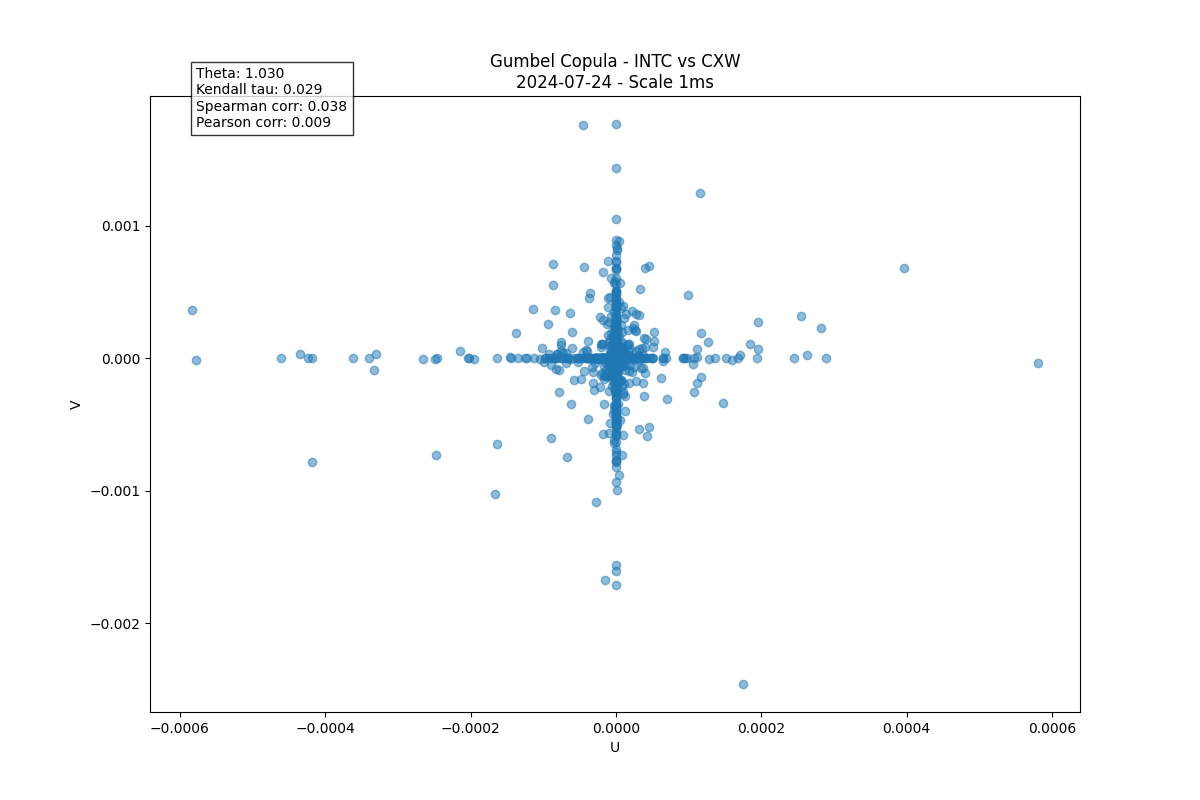 Gumbel Copula - INTC vs CXW
2024-07-24 - Scale 1ms
Theta: 1.030
Kendall tau: 0.029
Spearman corr: 0.038
Pearson corr: 0.009
0.001
0.000
−0.001
−0.002
V
−0.0006
−0.0004
−0.0002
0.0000
0.0002
0.0004
0.0006
U